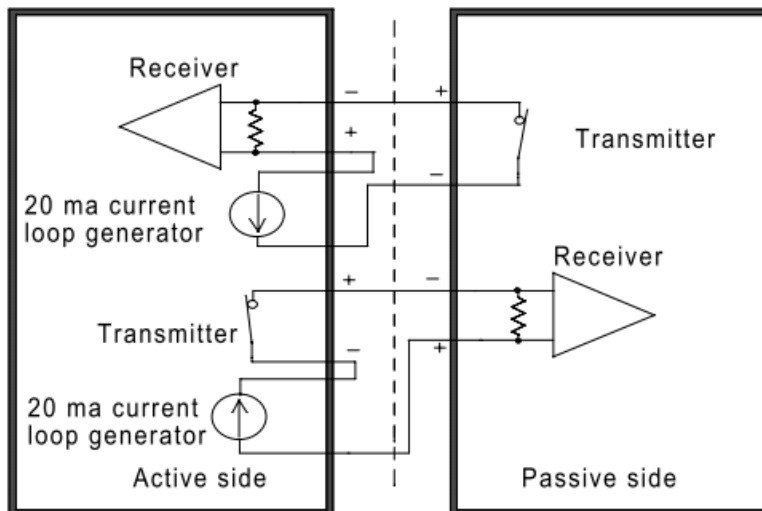 Receiver
–
+
+
–
Transmitter
20 ma current
loop generator
Receiver
+
–
Transmitter
–
+
20 ma current
loop generator
Active side
Passive side